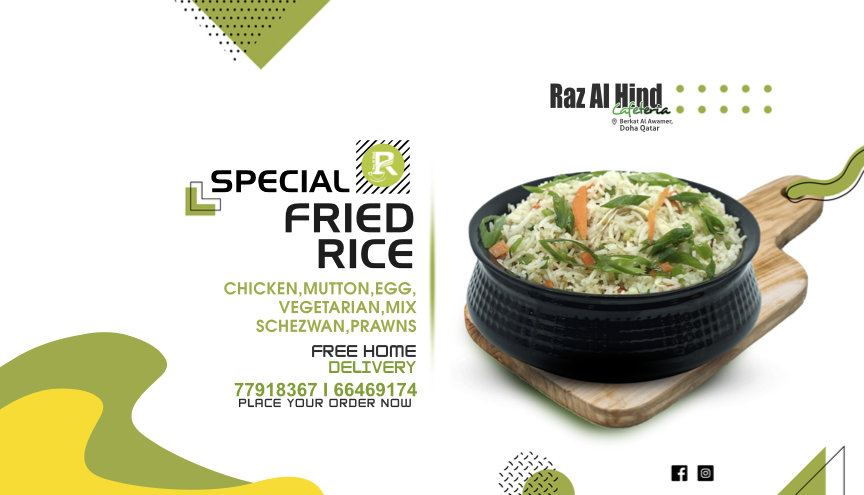 Raz Al Hind
Cafeteria
Berkat Al Awamer,
Doha Qatar
R
SPECIAL
FRIED
RICE
CHICKEN,MUTTON,EGG,
VEGETARIAN,MIX
SCHEZWAN,PRAWNS
FREE HOME
DELIVERY
77918367 I 66469174
PLACE YOUR ORDER NOW